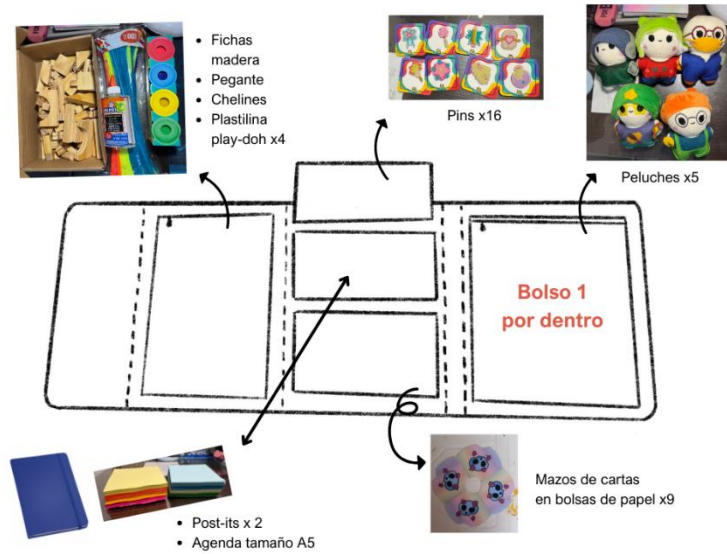 • Fichas
madera
• Pegante
• Chelines
• Plastilina
play-doh x4
Pins x16
Peluches x5
Bolso 1
por dentro
• Post-its x 2
• Agenda tamaño A5
Mazos de cartas
en bolsas de papel x9